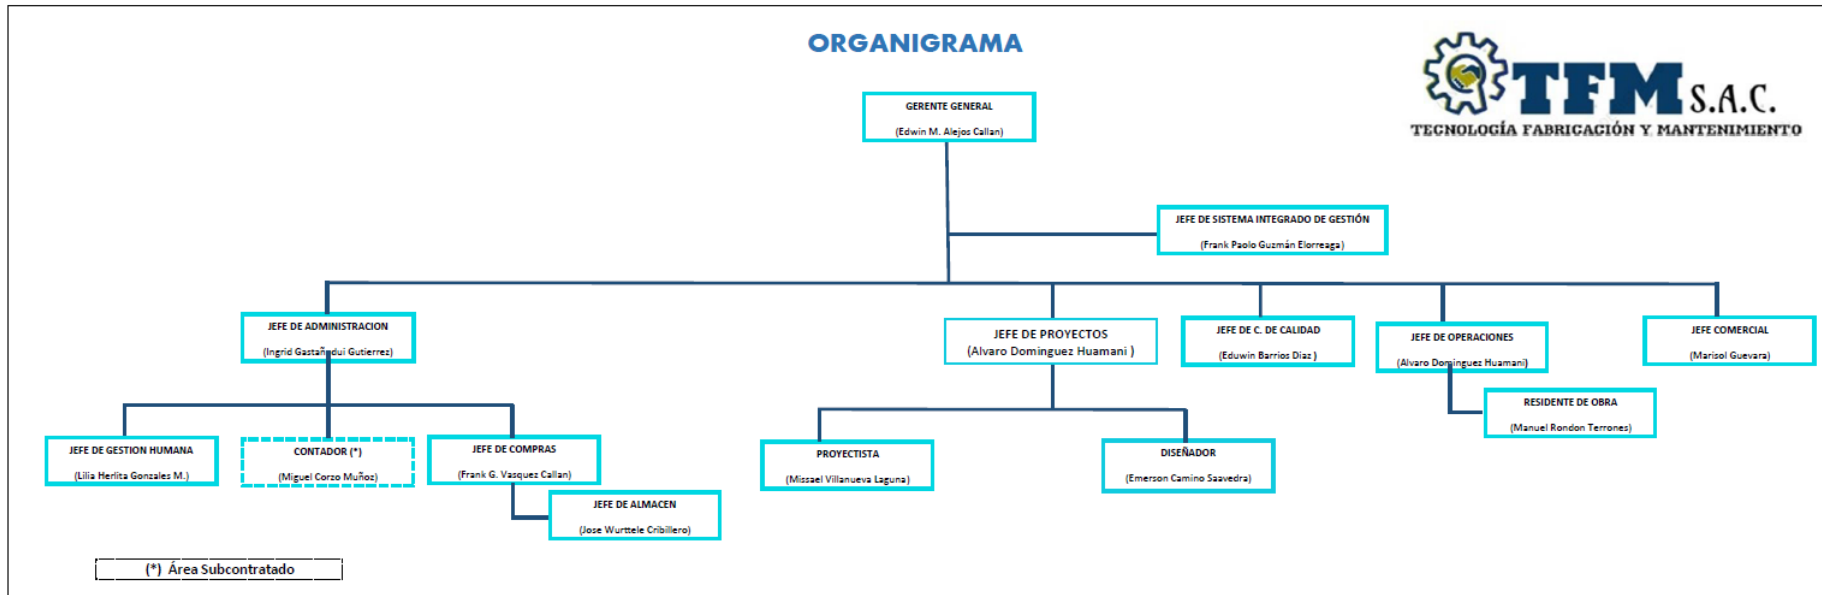 ORGANIGRAMA
TFM S.A.C.
TECNOLOGÍA FABRICACIÓN Y MANTENIMIENTO
GERENTE GENERAL
(Edwin M. Alejos Callan)
JEFE DE SISTEMA INTEGRADO DE GESTIÓN
(Frank Paolo Guzmán Elorreaga)
JEFE DE ADMINISTRACION
(Ingrid Gastañadui Gutierrez)
JEFE DE PROYECTOS
(Alvaro Dominguez Huamani )
JEFE DE C. DE CALIDAD
(Eduwin Barrios Diaz )
JEFE DE OPERACIONES
(Alvaro Dominguez Huamani)
JEFE COMERCIAL
(Marisol Guevara)
RESIDENTE DE OBRA
(Manuel Rondon Terrones)
JEFE DE GESTION HUMANA
(Lilia Herlita Gonzales M.)
CONTADOR (*)
(Miguel Corzo Muñoz)
JEFE DE COMPRAS
(Frank G. Vasquez Callan)
PROYECTISTA
(Missael Villanueva Laguna)
DISEÑADOR
(Emerson Camino Saavedra)
JEFE DE ALMACEN
(Jose Wurttele Cribillero)
(*) Área Subcontratado